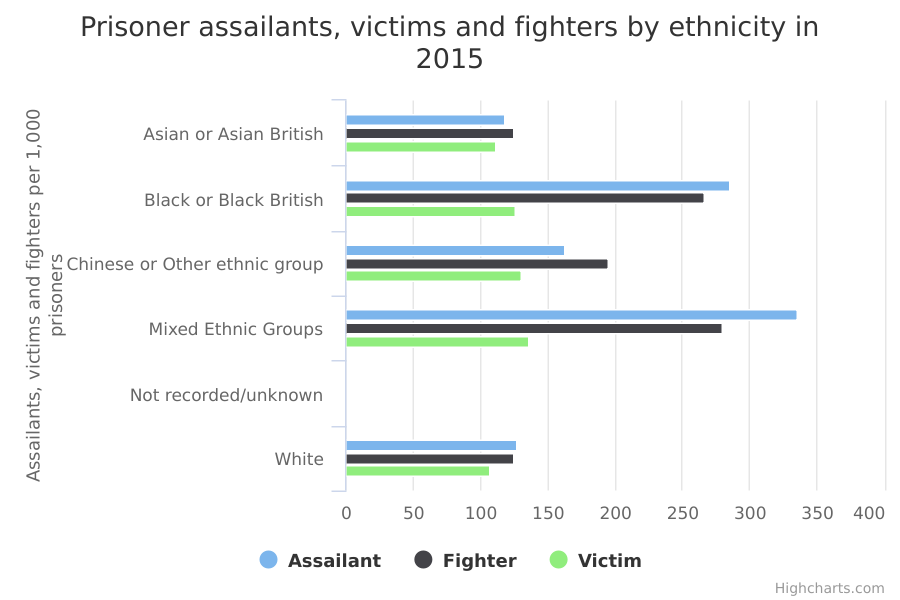 Prisoner assailants, victims and fighters by ethnicity in
2015
Assailants, victims and fighters per 1,000
prisoners
Asian or Asian British
Black or Black British
Chinese or Other ethnic group
Mixed Ethnic Groups
Not recorded/unknown
White
0 50 100 150 200 250 300 350 400
Assailant Fighter Victim
Highcharts.com